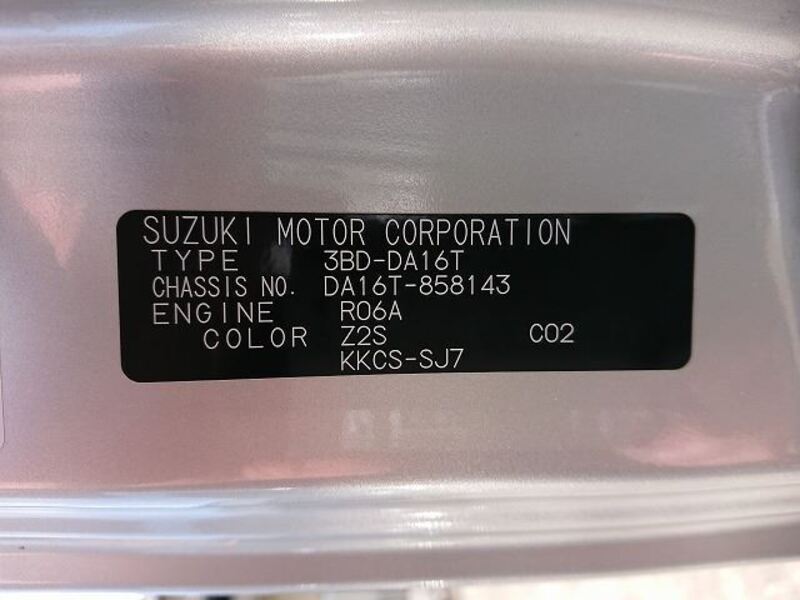 SUZUKI MOTOR CORPORATION
TYPE 3BD-DA16T
CHASSIS NO. DA16T-858143
ENGINE R06A
COLOR Z2S C02
KKCS-SJ7